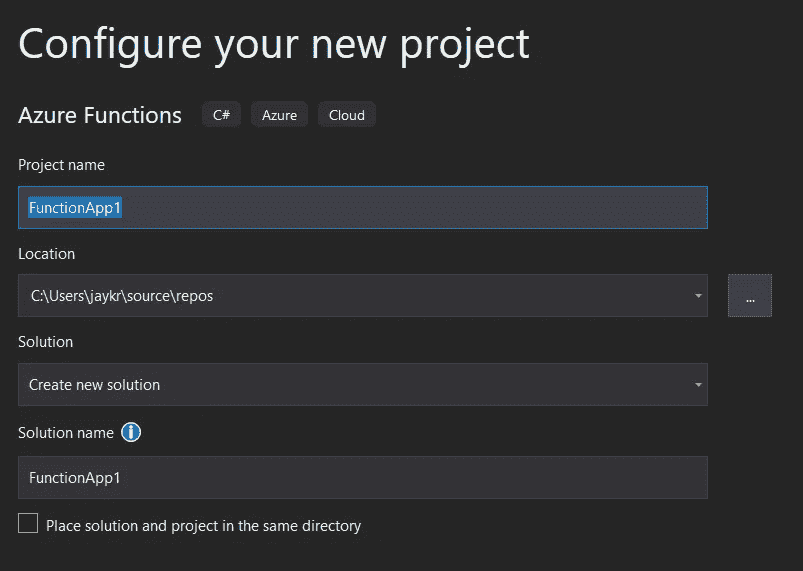 Configure your new project
Azure Functions C# Azure Cloud
Project name
FunctionApp1
Location
C:\Users\jaykr\source\repos
...
Solution
Create new solution
Solution name
FunctionApp1
Place solution and project in the same directory